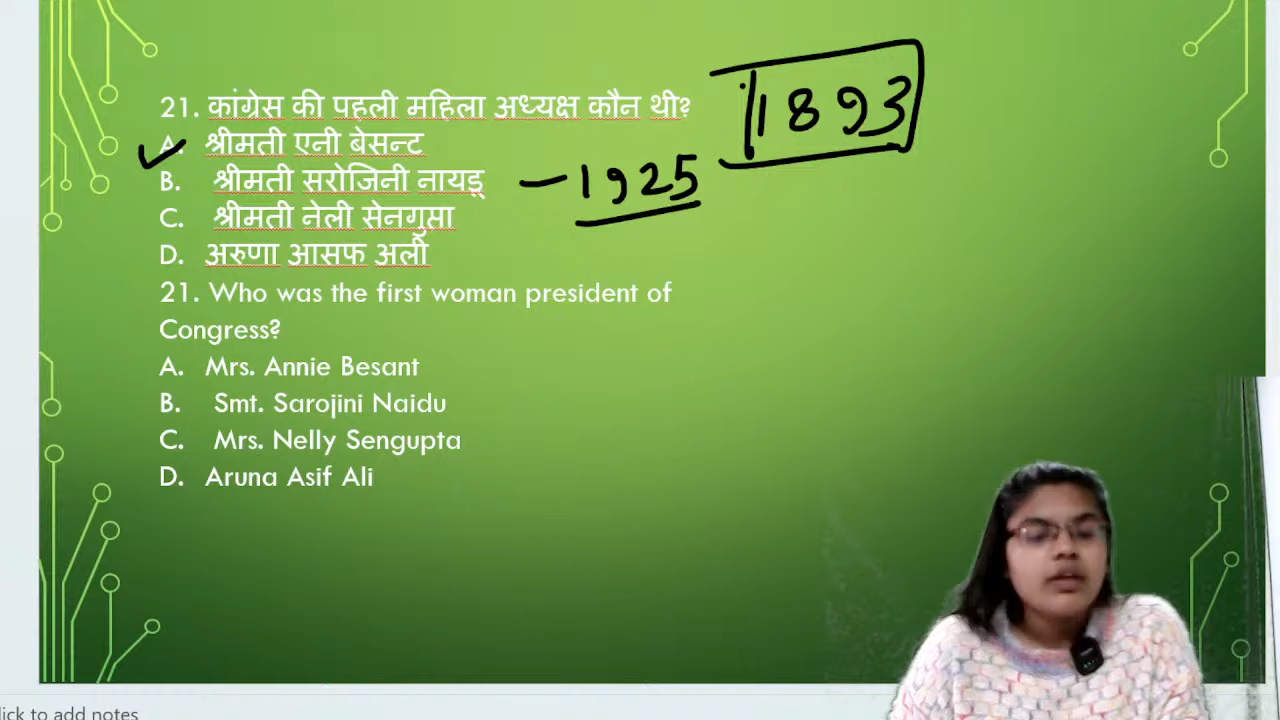 21. कांग्रेस की पहली महिला अध्यक्ष कौन थी?
1893
A. श्रीमती एनी बेसन्ट
B. श्रीमती सरोजिनी नायडू – 1925
C. श्रीमती नेली सेनगुप्ता
D. अरुणा आसफ अली
21. Who was the first woman president of
Congress?
A. Mrs. Annie Besant
B. Smt. Sarojini Naidu
C. Mrs. Nelly Sengupta
D. Aruna Asif Ali
lick to add notes